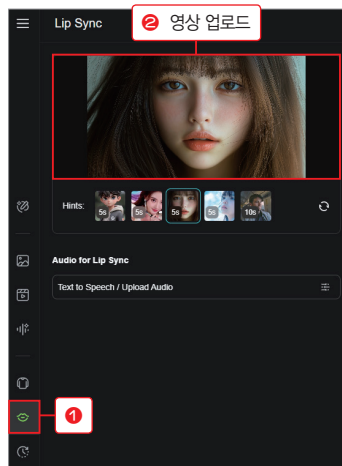 Lip Sync
❷ 영상 업로드
Hints:
5s 5s 5s 5s 10s
Audio for Lip Sync
Text to Speech / Upload Audio
❶